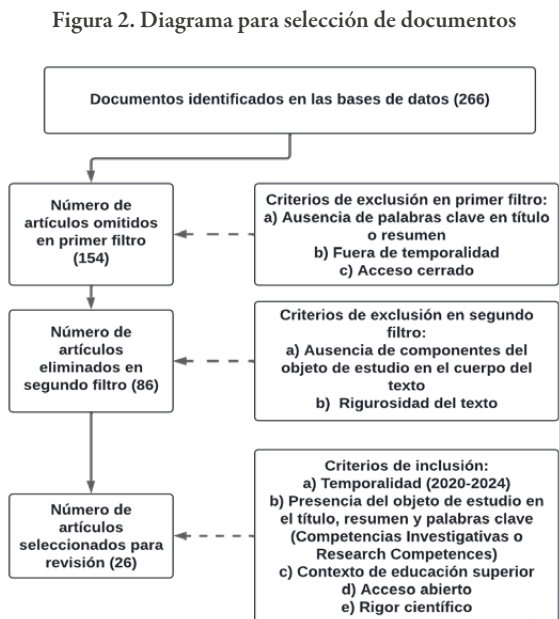 Figura 2. Diagrama para selección de documentos
Documentos identificados en las bases de datos (266)
Número de
artículos omitidos
en primer filtro
(154)
Criterios de exclusión en primer filtro:
a) Ausencia de palabras clave en título
o resumen
b) Fuera de temporalidad
c) Acceso cerrado
Número de
artículos
eliminados en
segundo filtro (86)
Criterios de exclusión en segundo
filtro:
a) Ausencia de componentes del
objeto de estudio en el cuerpo del
texto
b) Rigurosidad del texto
Número de
artículos
seleccionados para
revisión (26)
Criterios de inclusión:
a) Temporalidad (2020-2024)
b) Presencia del objeto de estudio en
el título, resumen y palabras clave
(Competencias Investigativas o
Research Competences)
c) Contexto de educación superior
d) Acceso abierto
e) Rigor científico